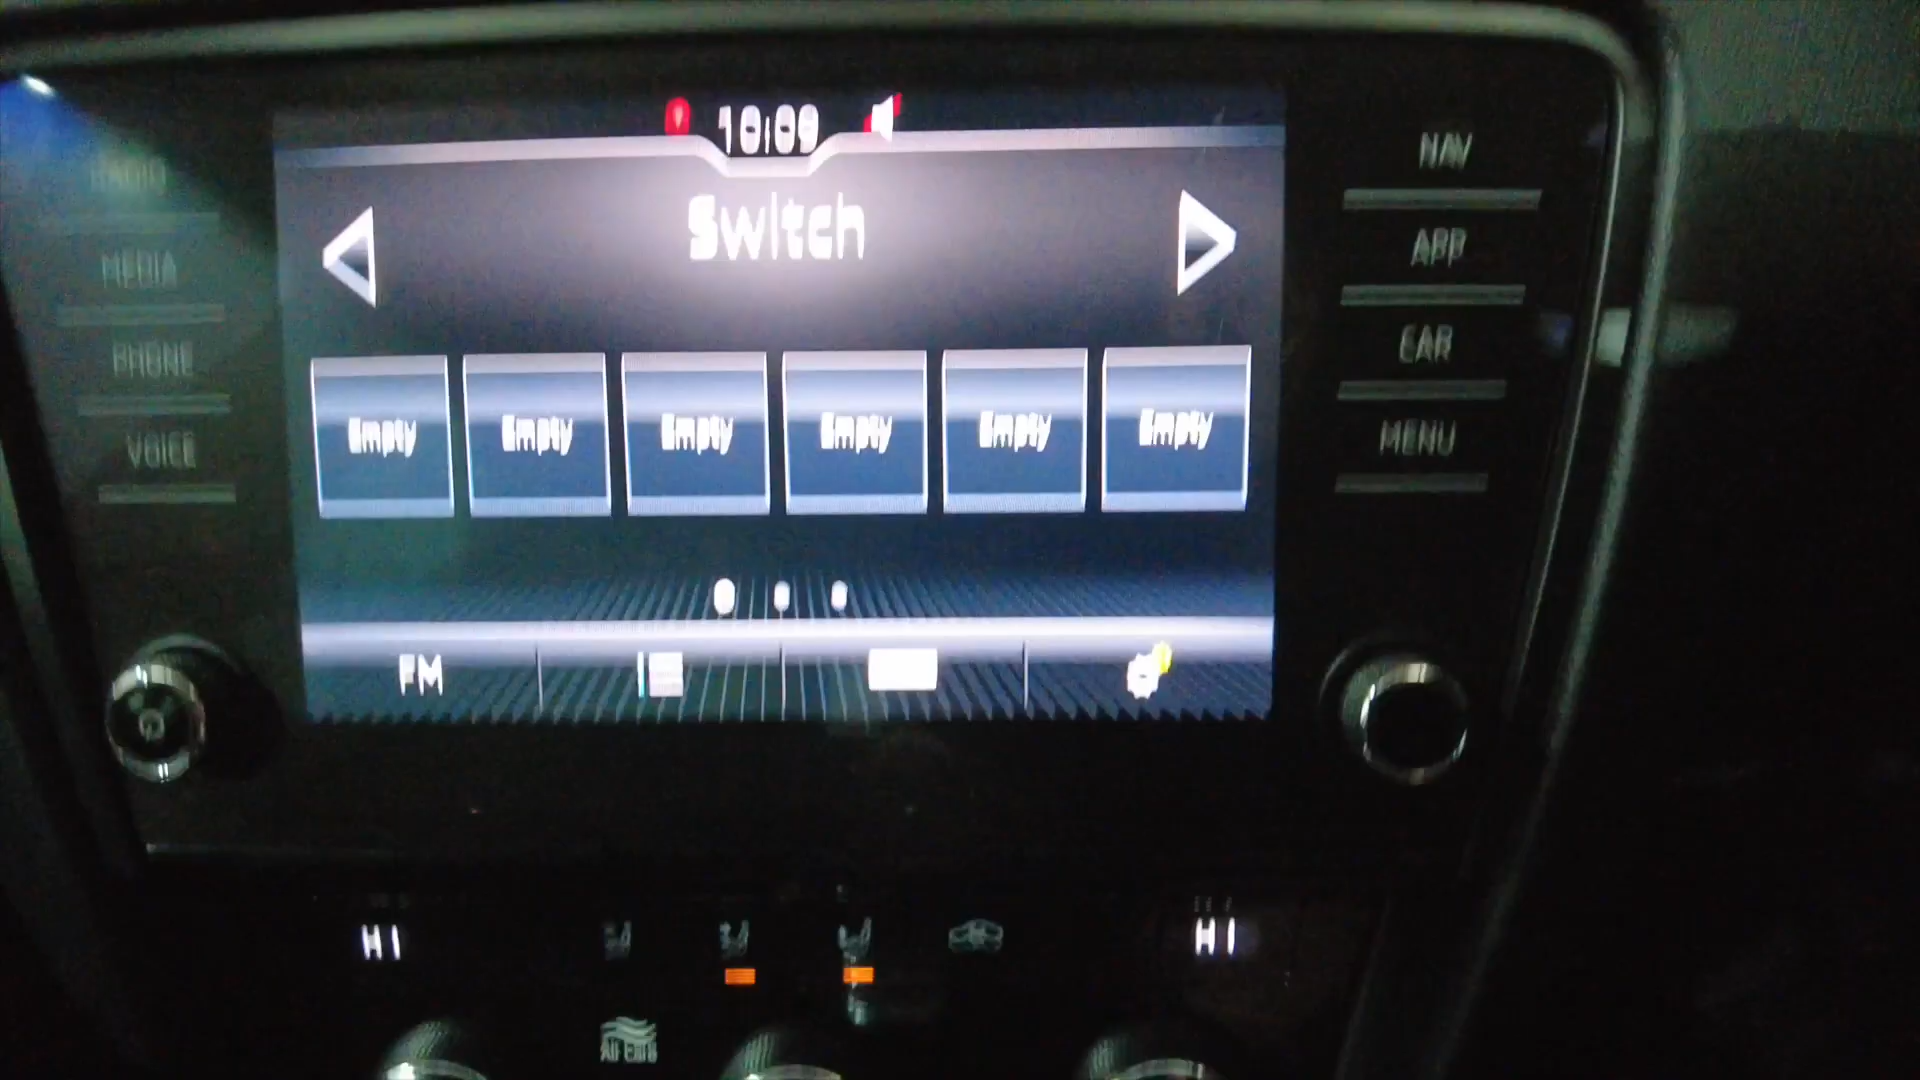 10:09
Switch
RADIO
MEDIA
PHONE
VOICE
NAV
APP
CAR
MENU
Empty Empty Empty Empty Empty Empty
FM
HI HI
Air Care